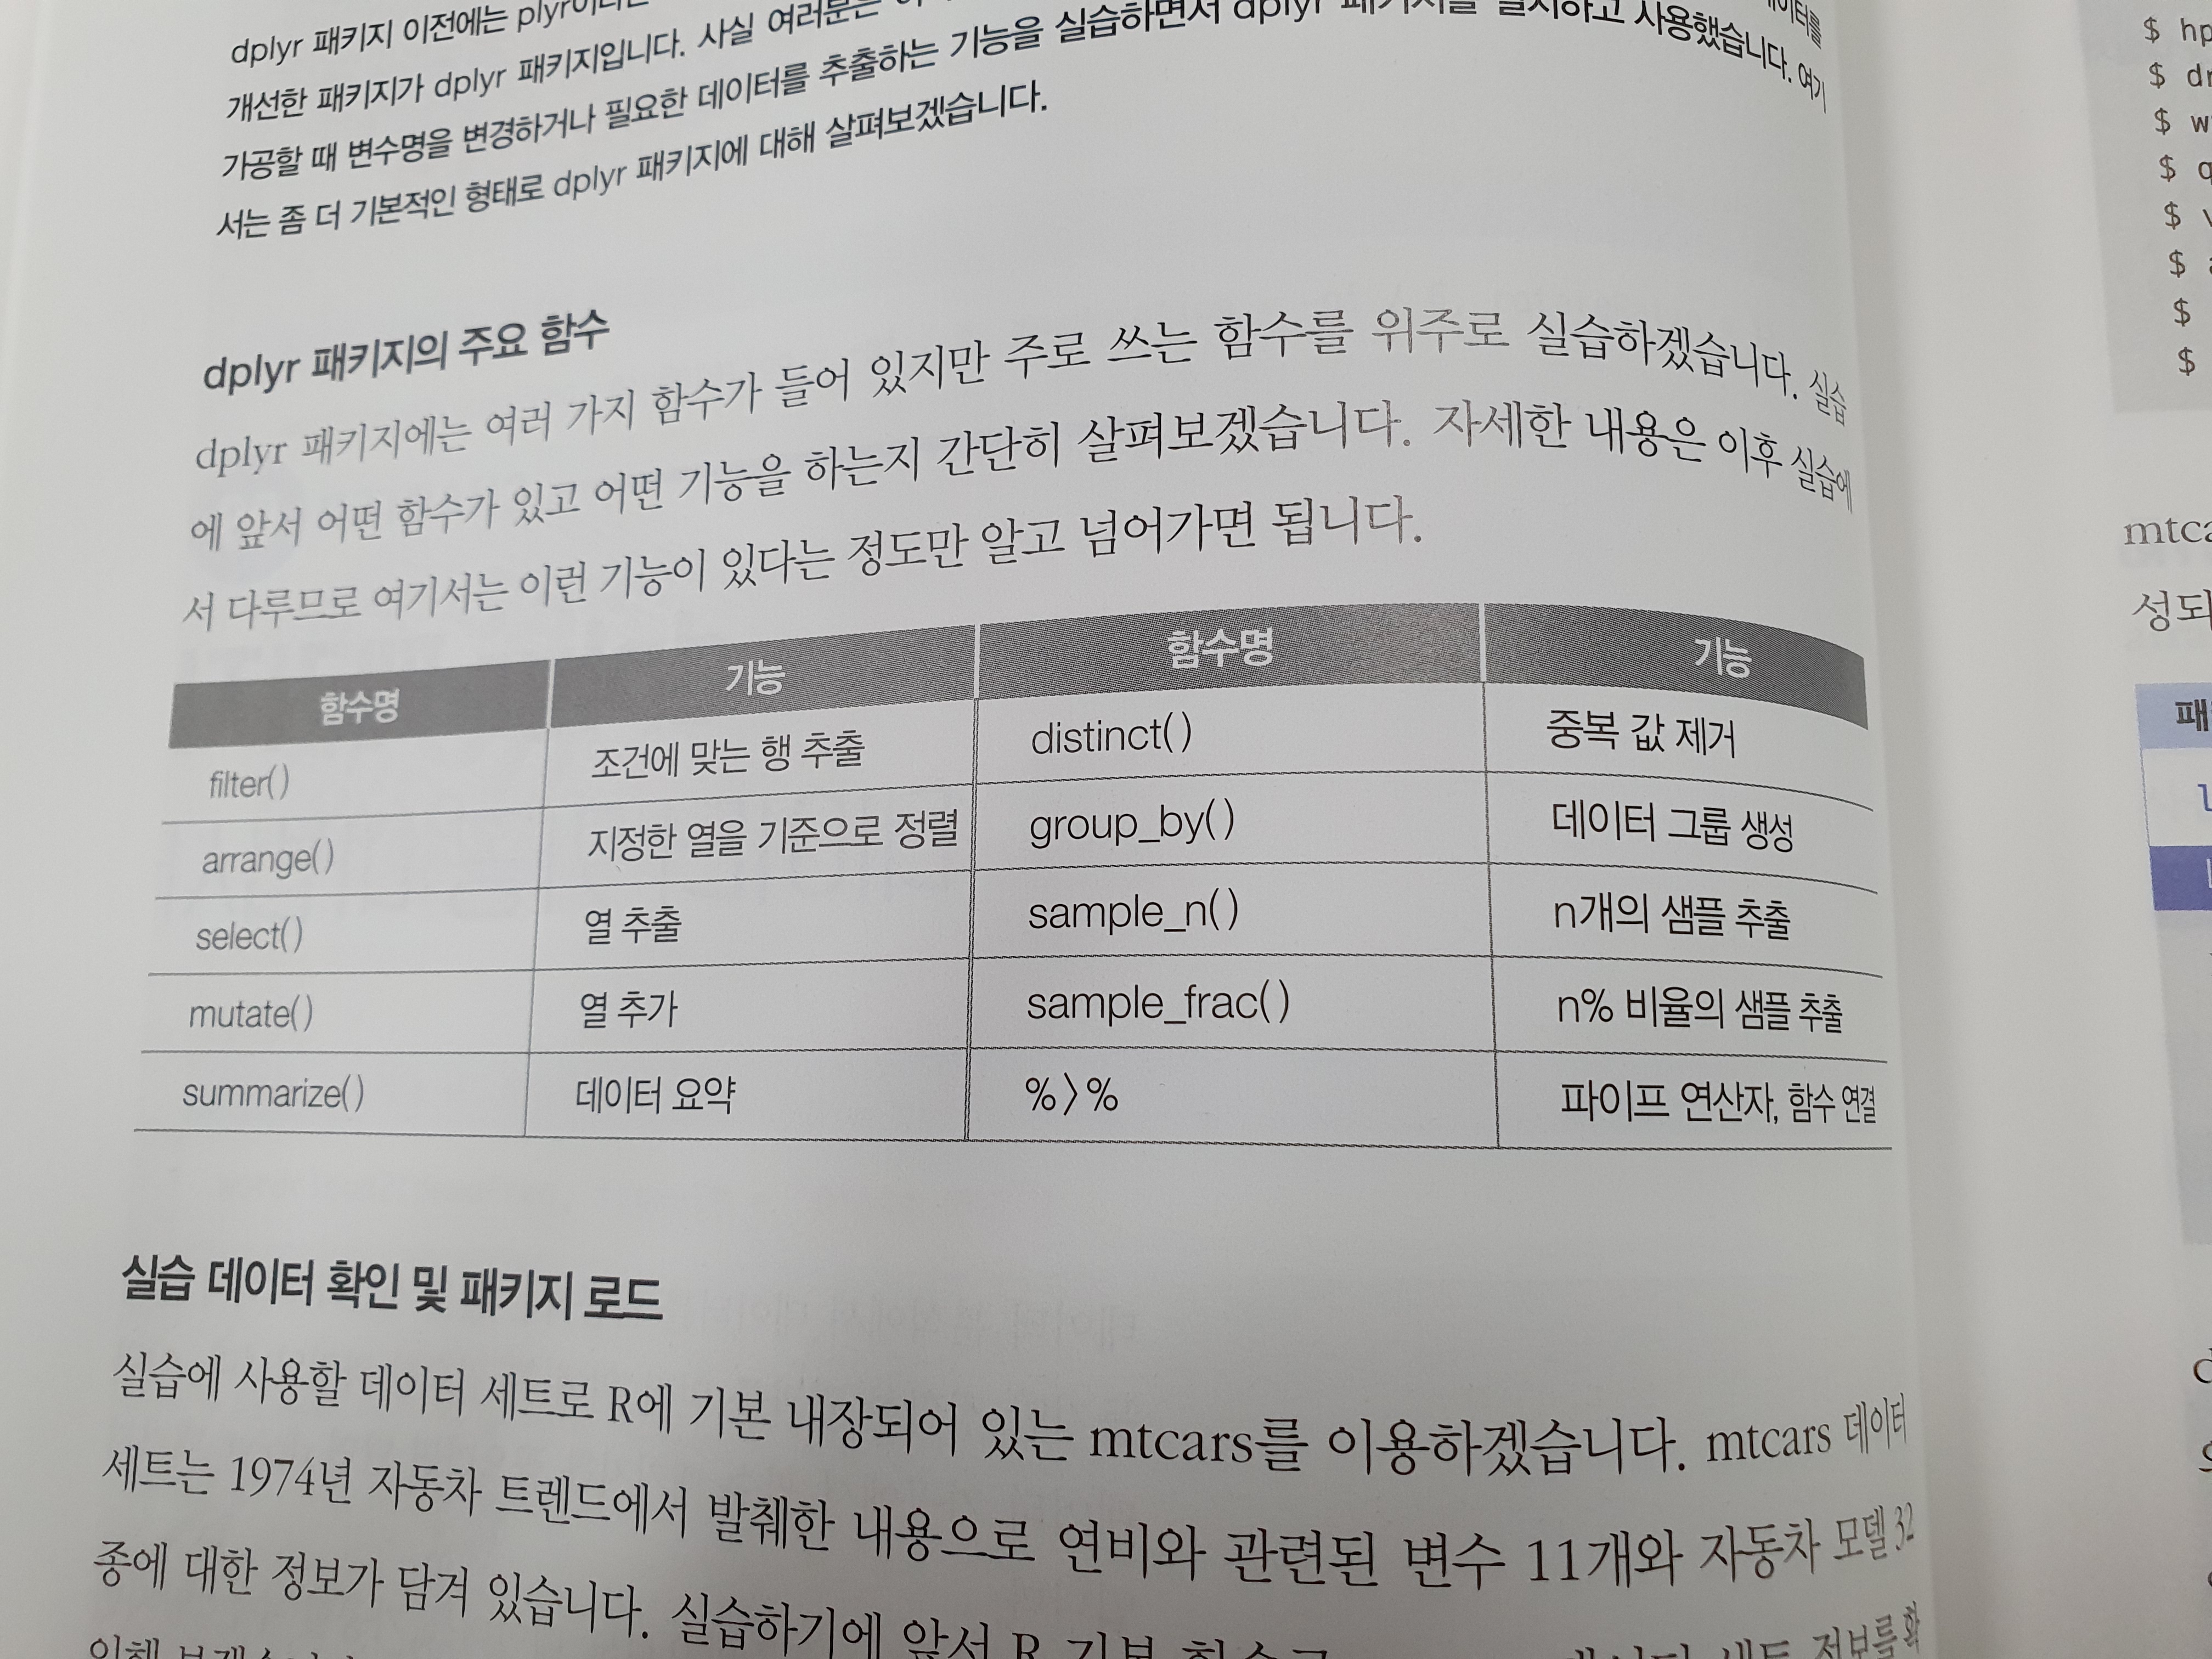 dplyr 패키지 이전에는
개선한 패키지가 dplyr 패키지입니다. 사실 여러분은
가공할 때 변수명을 변경하거나 필요한 데이터를 추출하는 기능을 실습하면서 dplyr 패키지를 설치하고 사용했습니다. 여기
서는 좀 더 기본적인 형태로 dplyr 패키지에 대해 살펴보겠습니다.
dplyr 패키지의 주요 함수
dplyr 패키지에는 여러 가지 함수가 들어 있지만 주로 쓰는 함수를 위주로 실습하겠습니다. 실습
에 앞서 어떤 함수가 있고 어떤 기능을 하는지 간단히 살펴보겠습니다. 자세한 내용은 이후 실습에
서 다루므로 여기서는 이런 기능이 있다는 정도만 알고 넘어가면 됩니다.
함수명 기능 함수명 기능
filter() 조건에 맞는 행 추출 distinct() 중복 값 제거
arrange() 지정한 열을 기준으로 정렬 group_by() 데이터 그룹 생성
select() 열 추출 sample_n() n개의 샘플 추출
mutate() 열 추가 sample_frac() n% 비율의 샘플 추출
summarize() 데이터 요약 %>% 파이프 연산자, 함수 연결
실습 데이터 확인 및 패키지 로드
실습에 사용할 데이터 세트로 R에 기본 내장되어 있는 mtcars를 이용하겠습니다. mtcars 데이터
세트는 1974년 자동차 트렌드에서 발췌한 내용으로 연비와 관련된 변수 11개와 자동차 모델 32
종에 대한 정보가 담겨 있습니다. 실습하기에 앞서 R 기본 함수로 데이터 세트 정보를 확
$ hp
$
$
$
$
$
$
$
성되